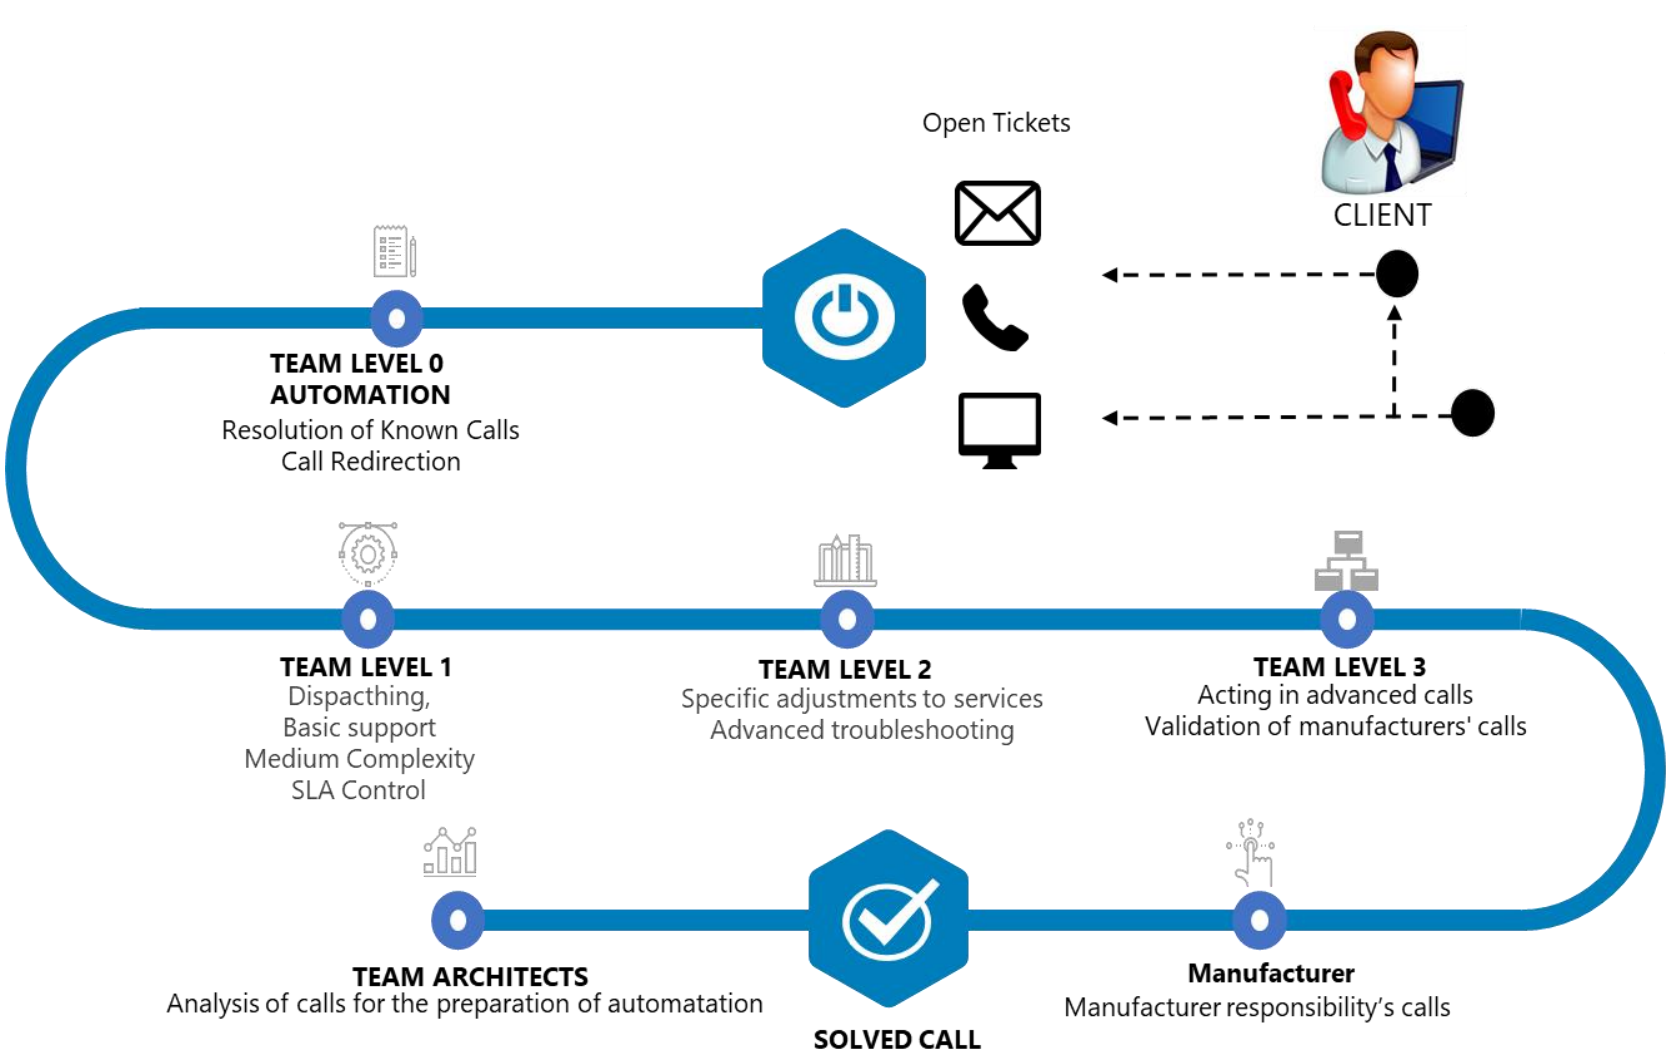 Open Tickets
CLIENT
TEAM LEVEL 0
AUTOMATION
Resolution of Known Calls
Call Redirection
TEAM LEVEL 1
Dispacthing,
Basic support
Medium Complexity
SLA Control
TEAM LEVEL 2
Specific adjustments to services
Advanced troubleshooting
TEAM LEVEL 3
Acting in advanced calls
Validation of manufacturers' calls
TEAM ARCHITECTS
Analysis of calls for the preparation of automatation
SOLVED CALL
Manufacturer
Manufacturer responsibility’s calls